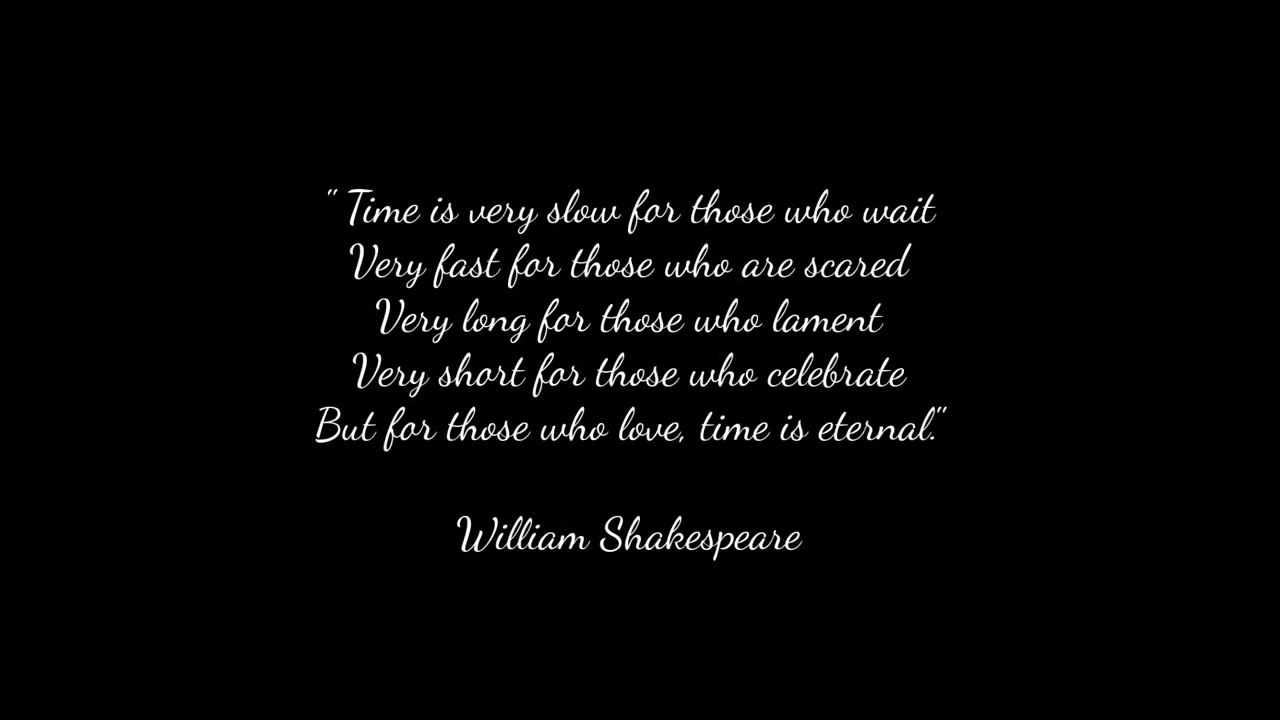 " Time is very slow for those who wait
Very fast for those who are scared
Very long for those who lament
Very short for those who celebrate
But for those who love, time is eternal."
William Shakespeare